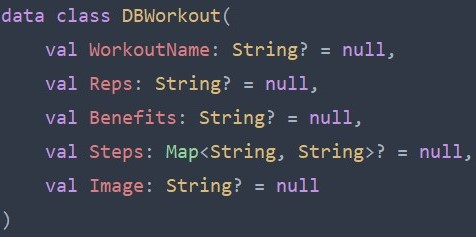 data class DBWorkout(
    val WorkoutName: String? = null,
    val Reps: String? = null,
    val Benefits: String? = null,
    val Steps: Map<String, String>? = null,
    val Image: String? = null
)